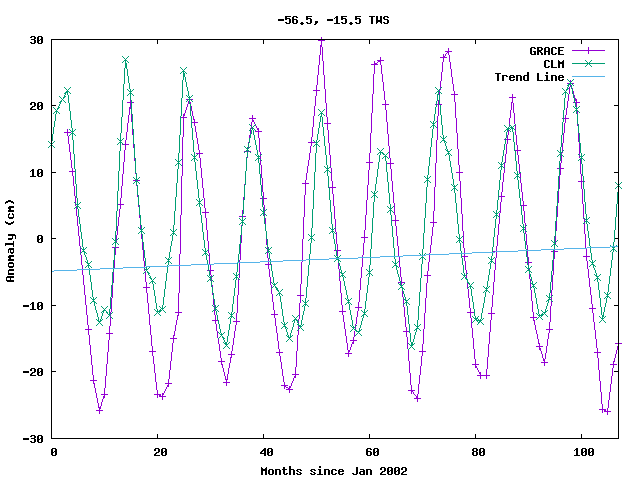 -56.5, -15.5 TWS
30
20
10
0
-10
-20
-30
Anomaly (cm)
GRACE
CLM
Trend Line
0 20 40 60 80 100
Months since Jan 2002